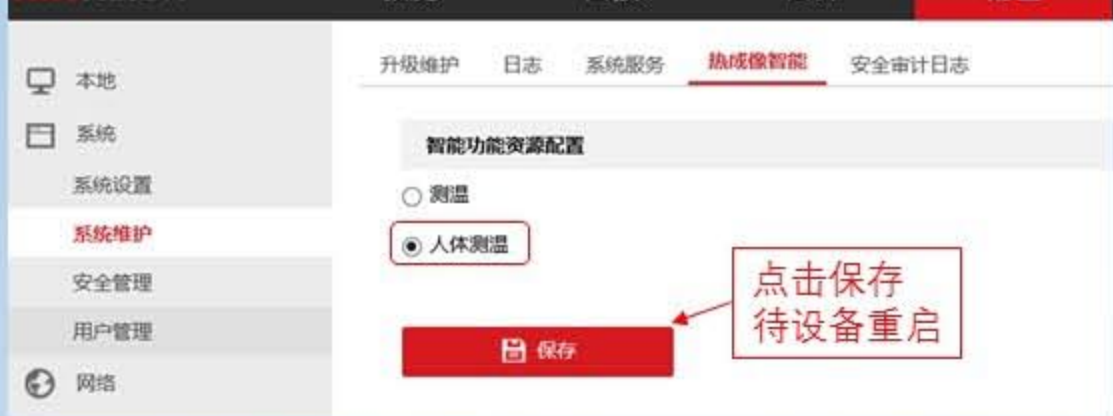 升级维护 日志 系统服务 热成像智能 安全审计日志
本地
系统
系统设置
系统维护
安全管理
用户管理
网络
智能功能资源配置
测温
人体测温
点击保存
待设备重启
保存